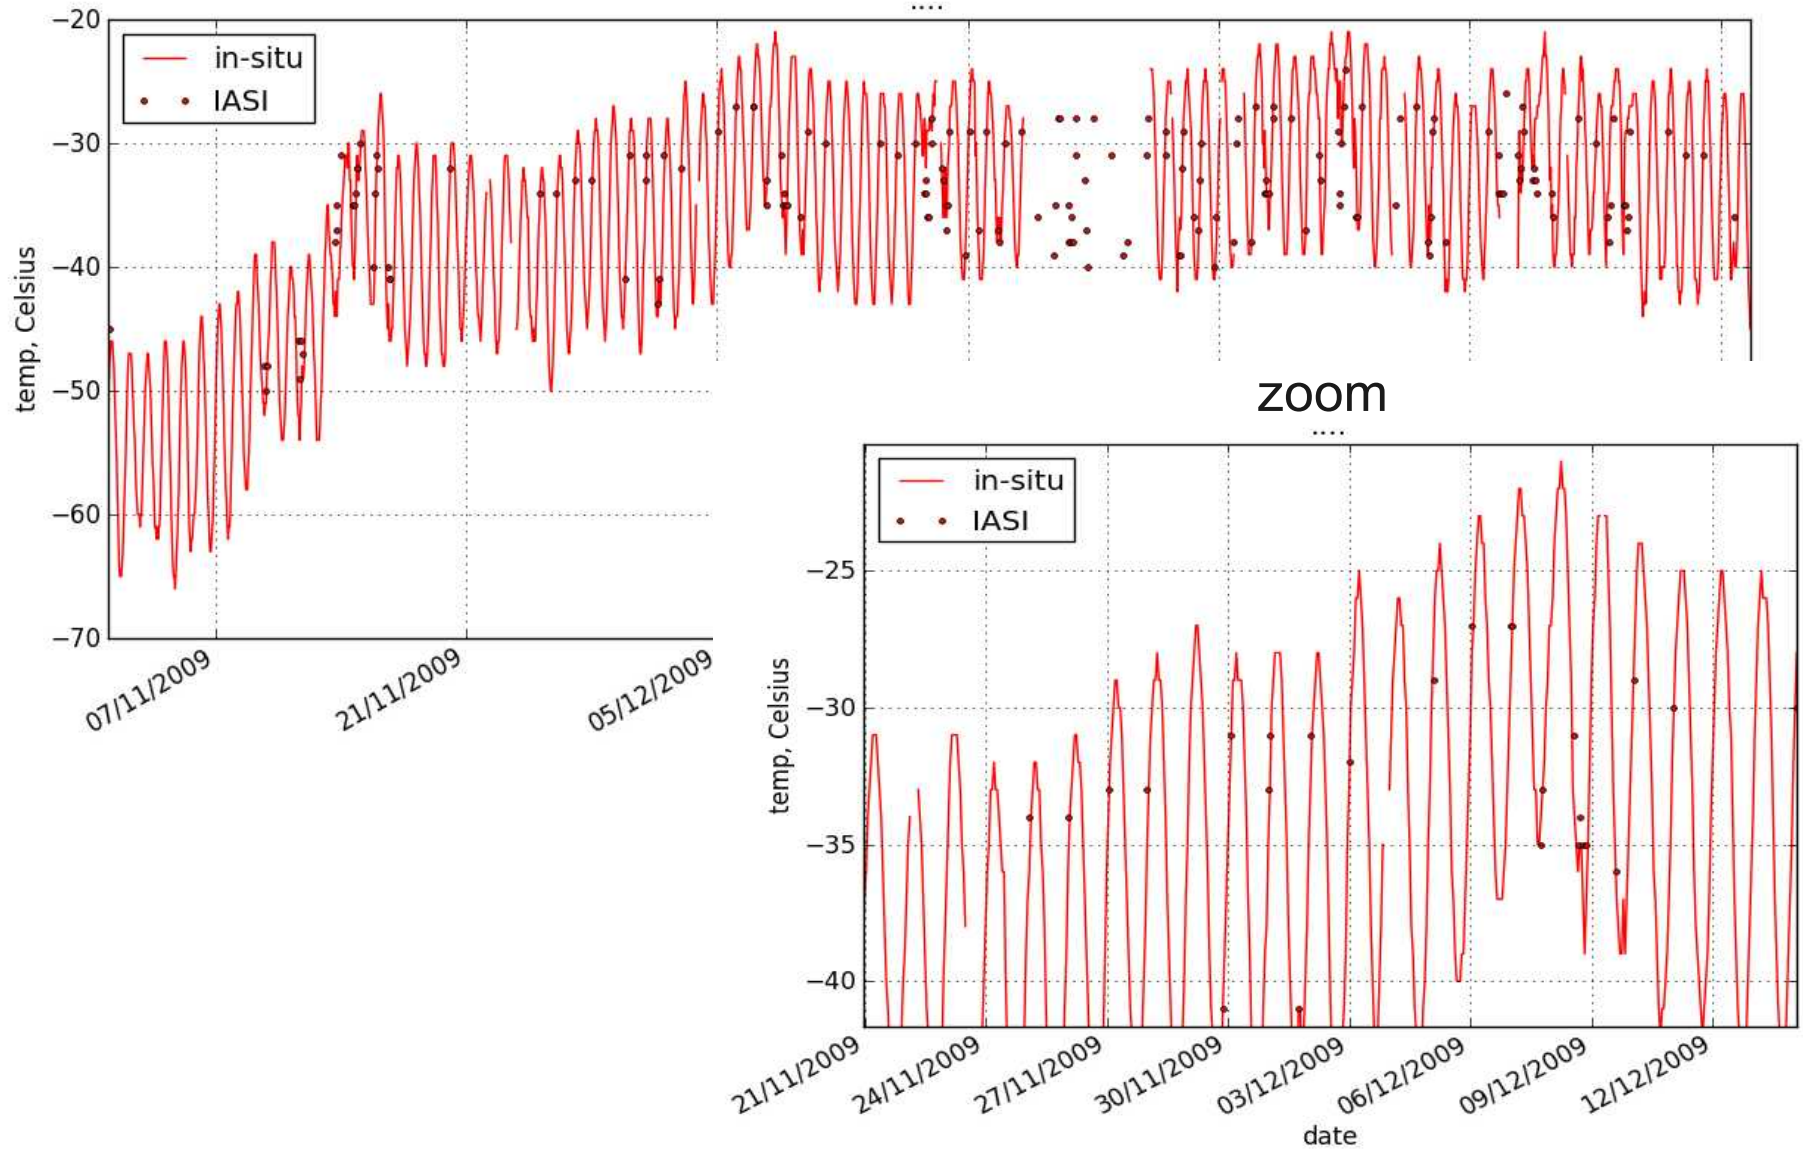 ....
−20
in-situ
IASI
−30
−40
−50
−60
−70
temp, Celsius
07/11/2009
21/11/2009
05/12/2009
zoom
....
in-situ
IASI
−25
−30
−35
−40
temp, Celsius
21/11/2009
24/11/2009
27/11/2009
30/11/2009
03/12/2009
06/12/2009
09/12/2009
12/12/2009
date